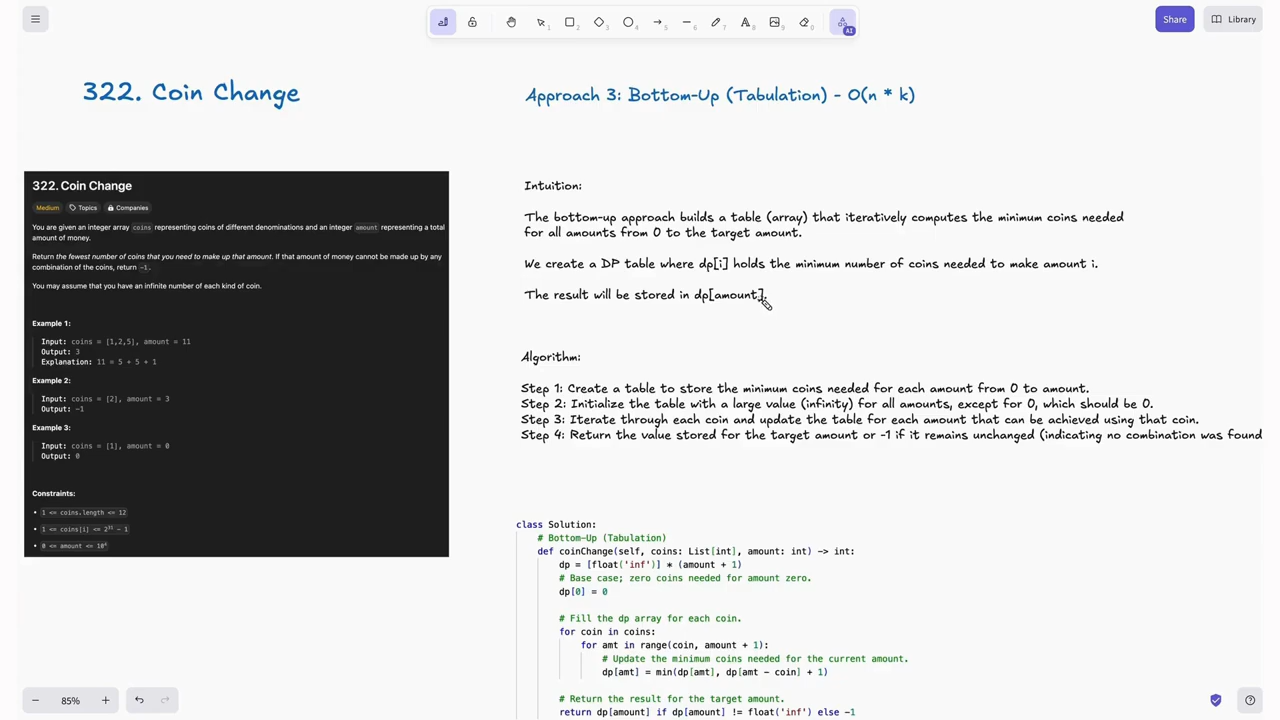 Share
Library
1
2
3
4
5
6
7
8
9
0
AI
322. Coin Change
Approach 3: Bottom-Up (Tabulation) - O(n * k)
322. Coin Change
Medium Topics Companies
You are given an integer array coins representing coins of different denominations and an integer amount representing a total
amount of money.
Return the fewest number of coins that you need to make up that amount. If that amount of money cannot be made up by any
combination of the coins, return -1.
You may assume that you have an infinite number of each kind of coin.
Example 1:
Input: coins = [1,2,5], amount = 11
Output: 3
Explanation: 11 = 5 + 5 + 1
Example 2:
Input: coins = [2], amount = 3
Output: -1
Example 3:
Input: coins = [1], amount = 0
Output: 0
Constraints:
• 1 <= coins.length <= 12
• 1 <= coins[i] <= 2³¹ - 1
• 0 <= amount <= 10⁴
Intuition:
The bottom-up approach builds a table (array) that iteratively computes the minimum coins needed
for all amounts from 0 to the target amount.
We create a DP table where dp[i] holds the minimum number of coins needed to make amount i.
The result will be stored in dp[amount].
Algorithm:
Step 1: Create a table to store the minimum coins needed for each amount from 0 to amount.
Step 2: Initialize the table with a large value (infinity) for all amounts, except for 0, which should be 0.
Step 3: Iterate through each coin and update the table for each amount that can be achieved using that coin.
Step 4: Return the value stored for the target amount or -1 if it remains unchanged (indicating no combination was found
class Solution:
# Bottom-Up (Tabulation)
def coinChange(self, coins: List[int], amount: int) -> int:
dp = [float('inf')] * (amount + 1)
# Base case; zero coins needed for amount zero.
dp[0] = 0
# Fill the dp array for each coin.
for coin in coins:
for amt in range(coin, amount + 1):
# Update the minimum coins needed for the current amount.
dp[amt] = min(dp[amt], dp[amt - coin] + 1)
# Return the result for the target amount.
return dp[amount] if dp[amount] != float('inf') else -1
85%